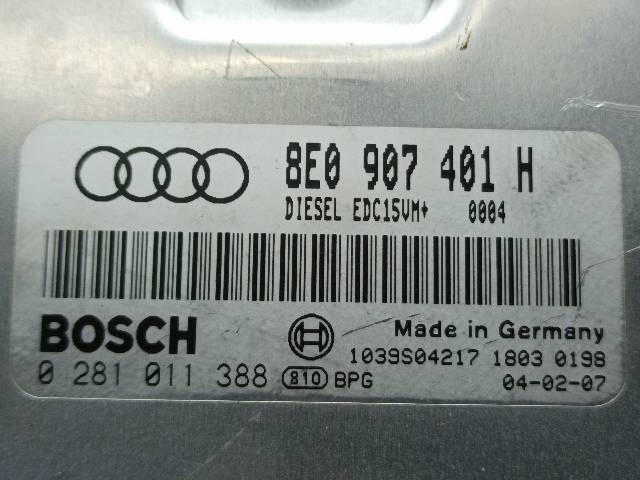 8E0 907 401 H
DIESEL EDC15VM+ 0004
BOSCH
Made in Germany
1039S04217 1803 0198
0 281 011 388 810 BPG 04-02-07